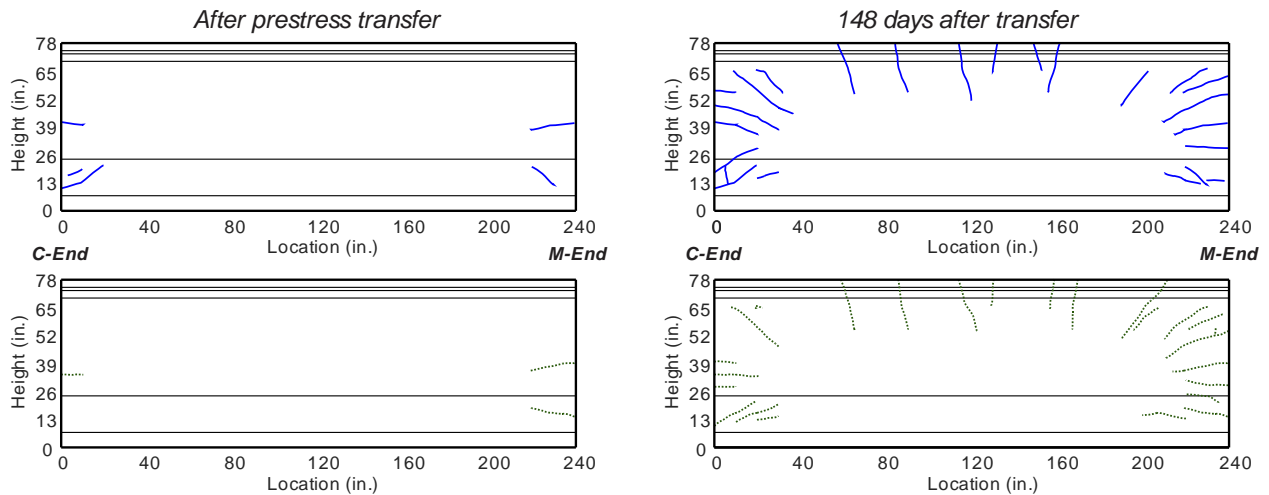 After prestress transfer
148 days after transfer
78
65
52
39
26
13
0
Height (in.)
0 40 80 120 160 200 240
Location (in.)
C-End
M-End
78
65
52
39
26
13
0
Height (in.)
0 40 80 120 160 200 240
Location (in.)
C-End
M-End
78
65
52
39
26
13
0
Height (in.)
0 40 80 120 160 200 240
Location (in.)
78
65
52
39
26
13
0
Height (in.)
0 40 80 120 160 200 240
Location (in.)